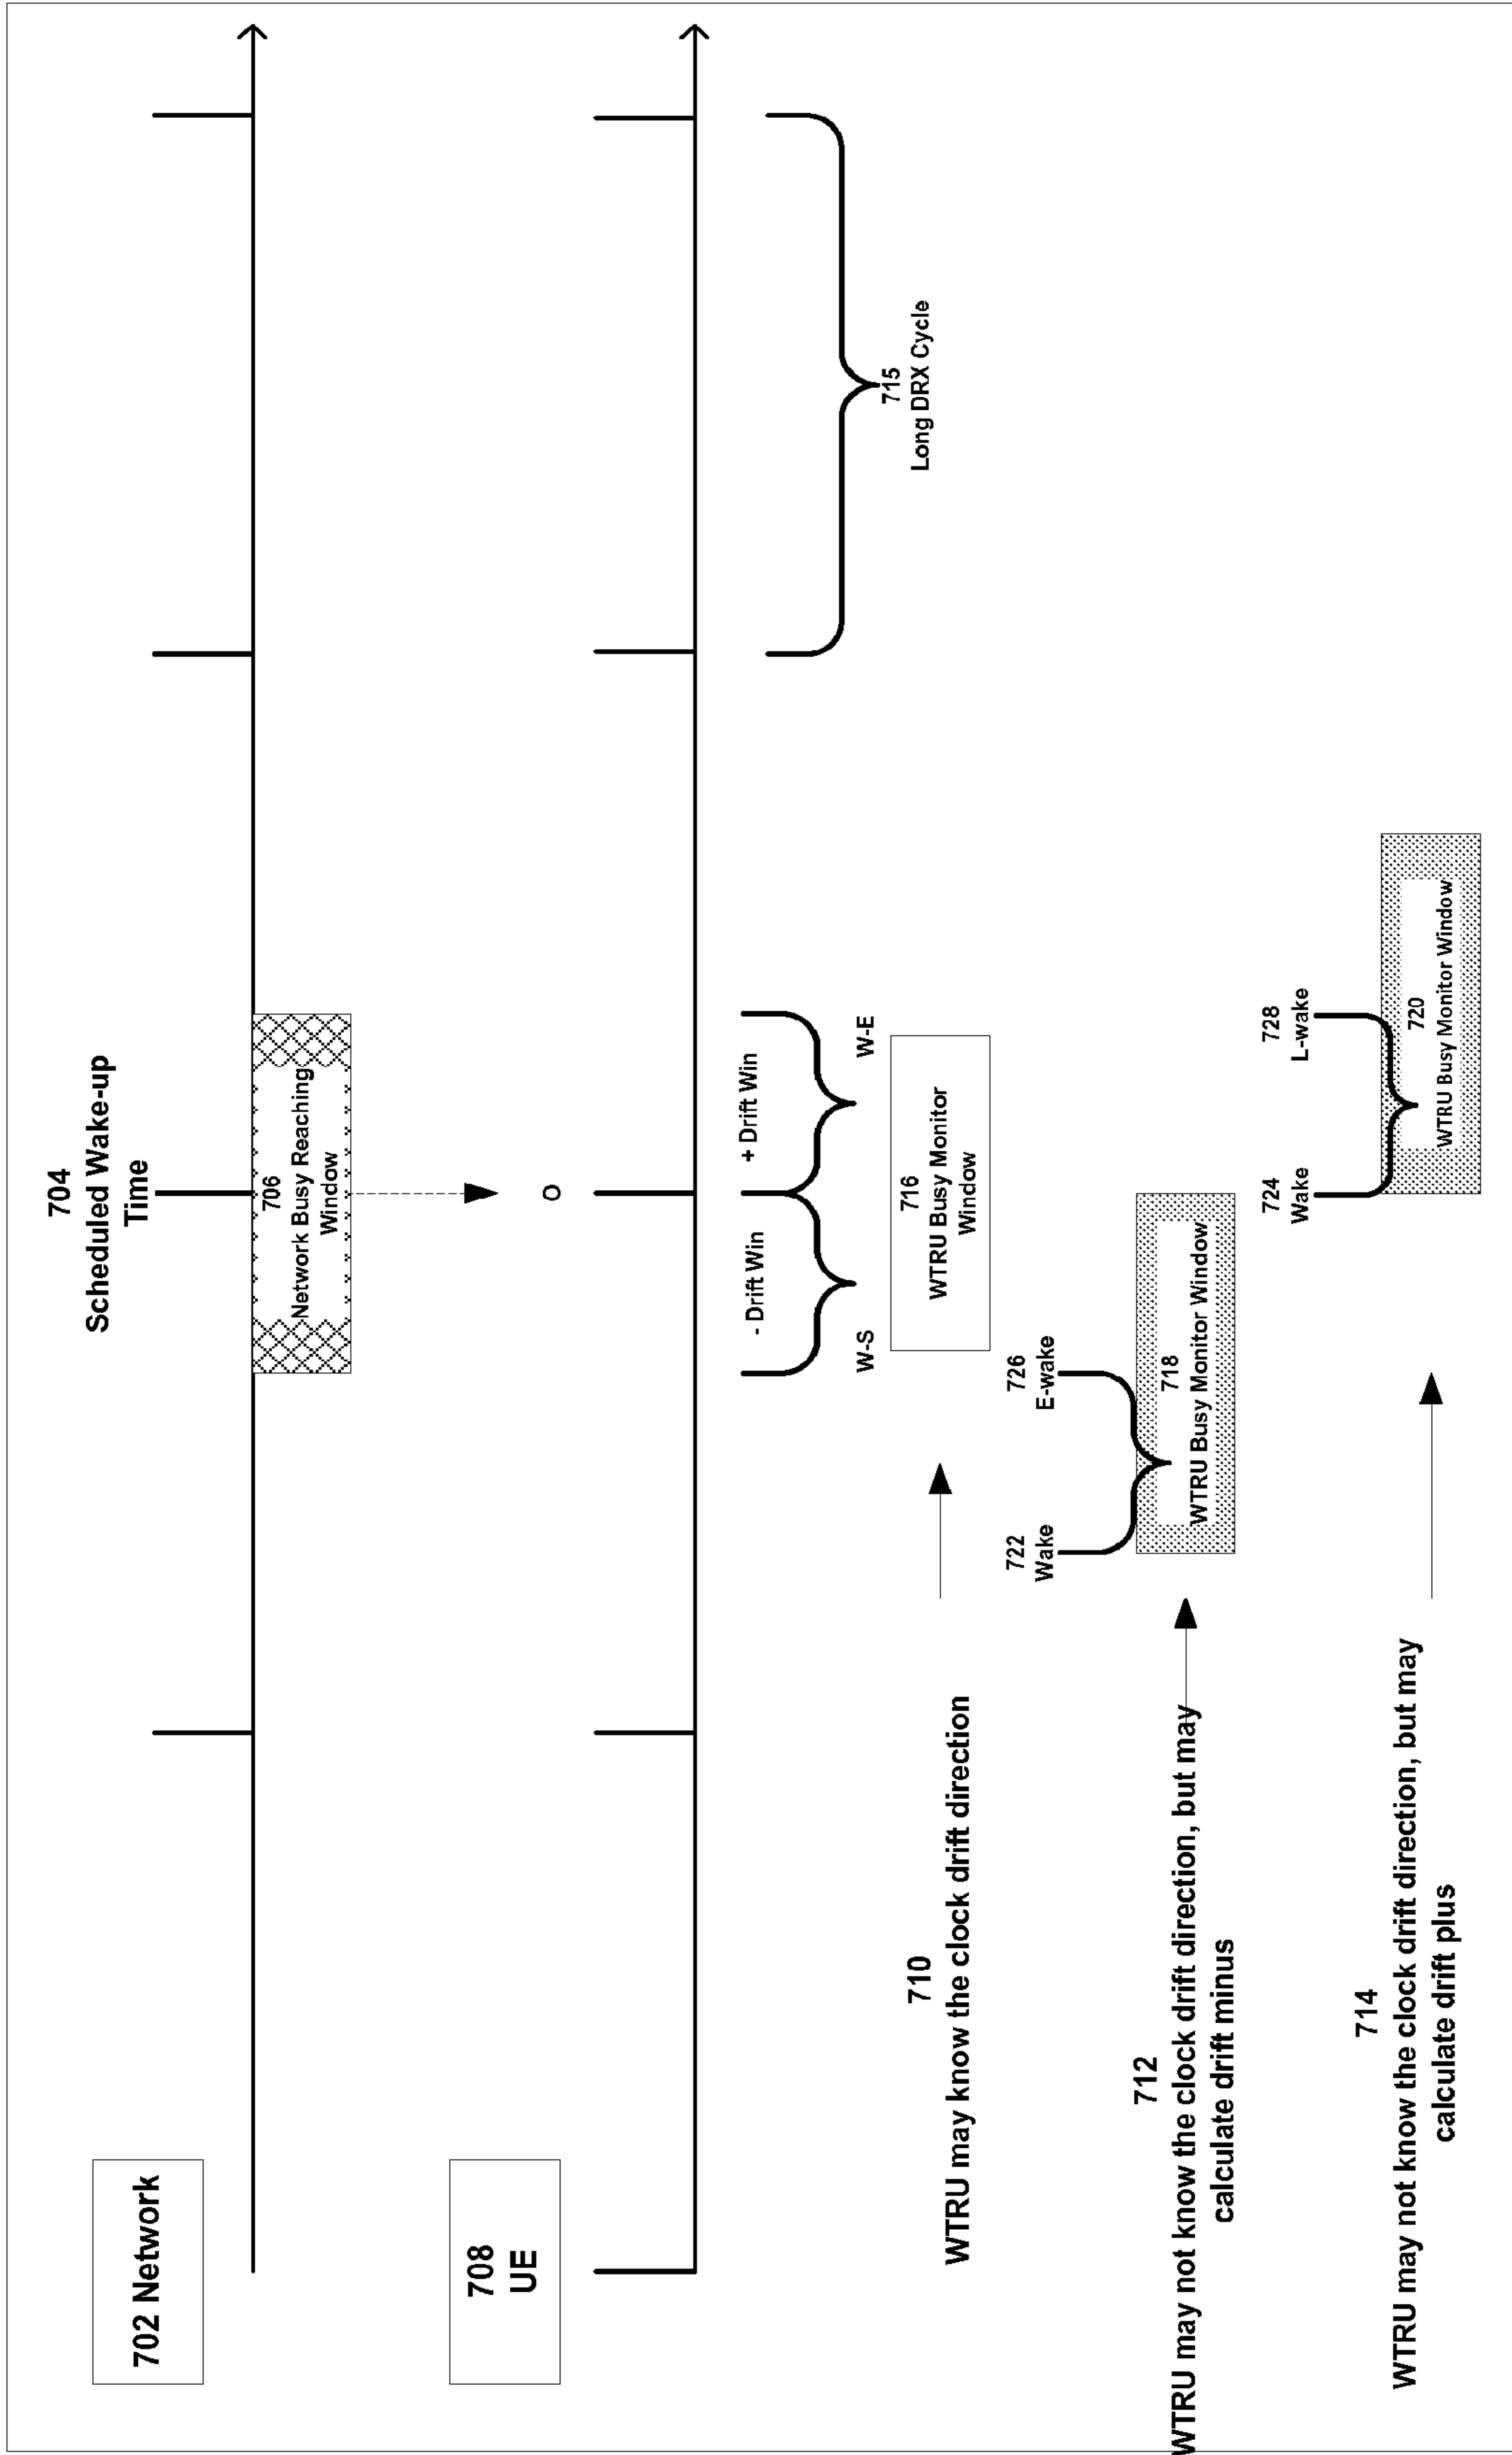 702 Network
704
Scheduled Wake-up
Time
706
Network Busy Reaching
Window
708
UE
O
- Drift Win
+ Drift Win
W-S
W-E
715
Long DRX Cycle
710
WTRU may know the clock drift direction
716
WTRU Busy Monitor
Window
712
WTRU may not know the clock drift direction, but may
calculate drift minus
722
Wake
726
E-wake
718
WTRU Busy Monitor Window
714
WTRU may not know the clock drift direction, but may
calculate drift plus
724
Wake
728
L-wake
720
WTRU Busy Monitor Window